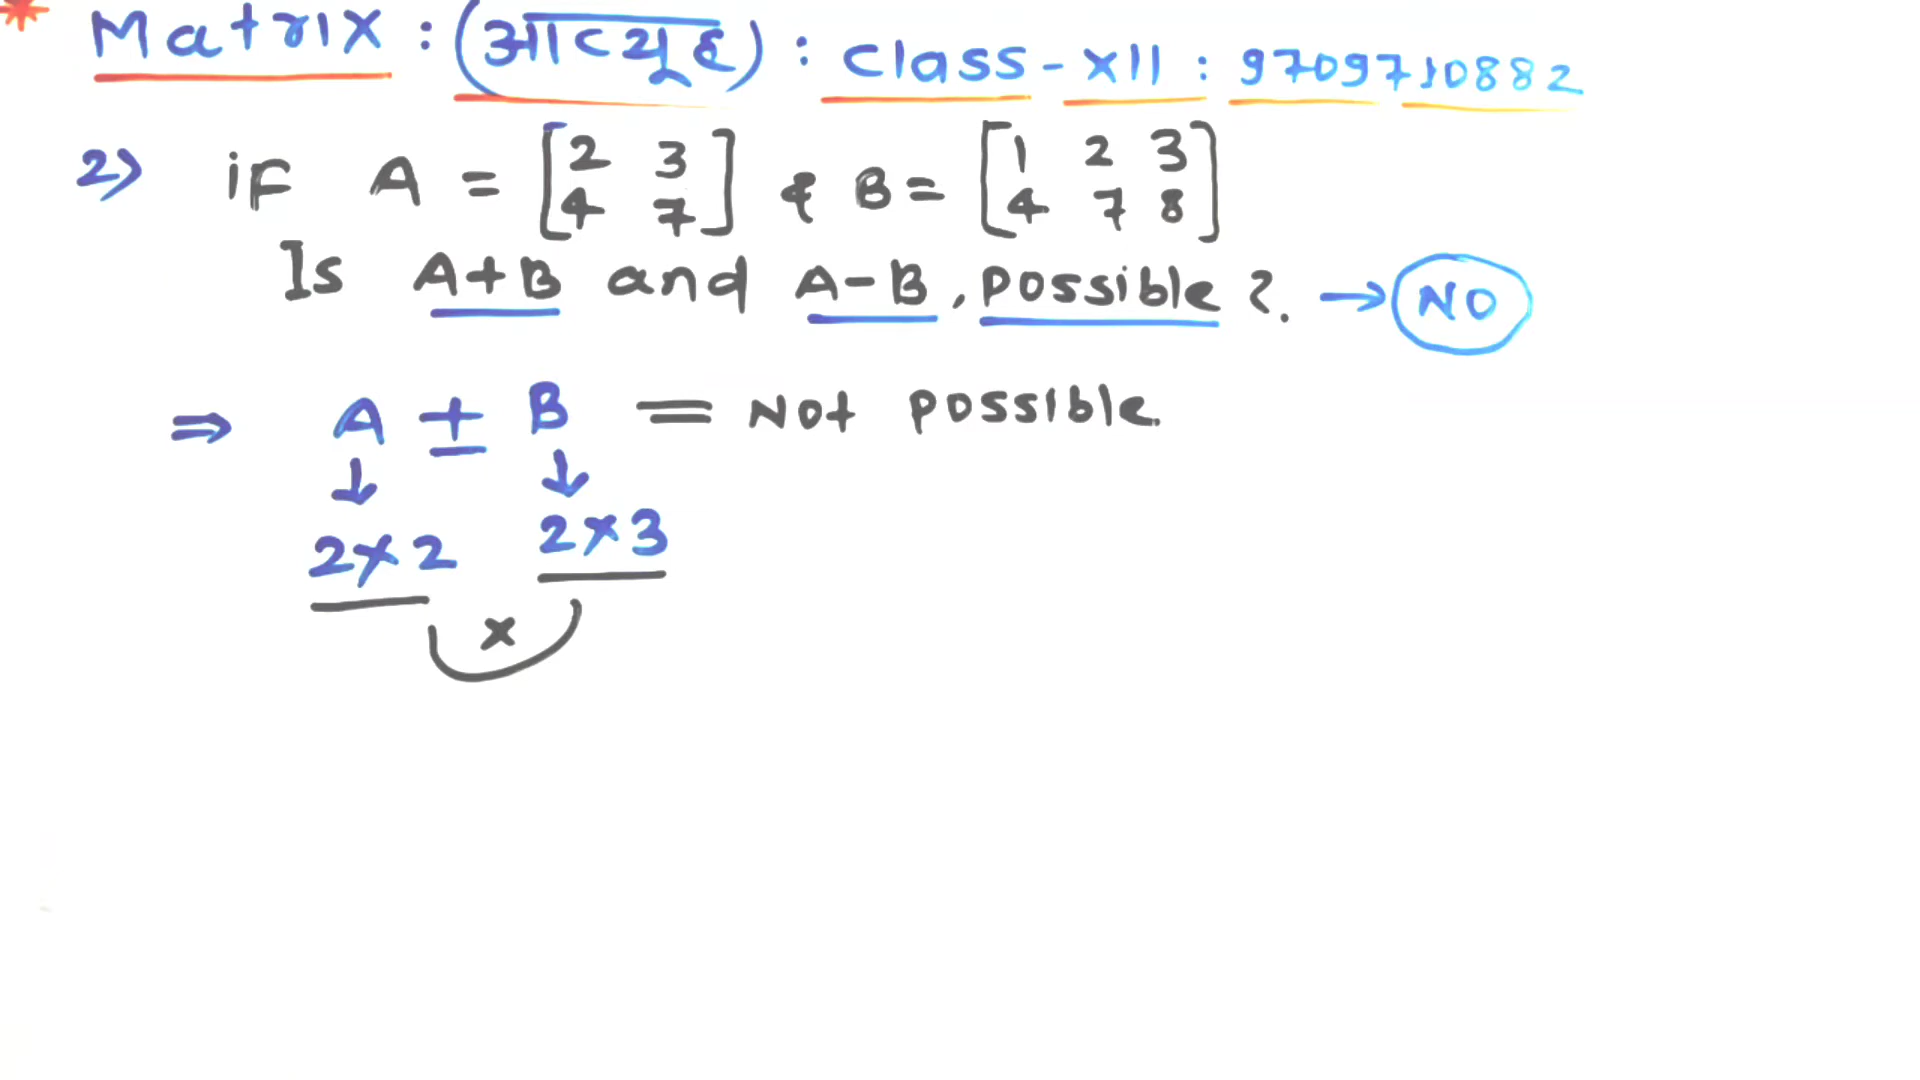 * Matrix : (आव्यूह) : Class - XII : 9709710882
2) if A = [2 3 4 7] & B = [1 2 3 4 7 8]
Is A+B and A-B, possible ?. → NO
⇒ A ± B = Not possible.
↓ ↓
2×2 2×3
x